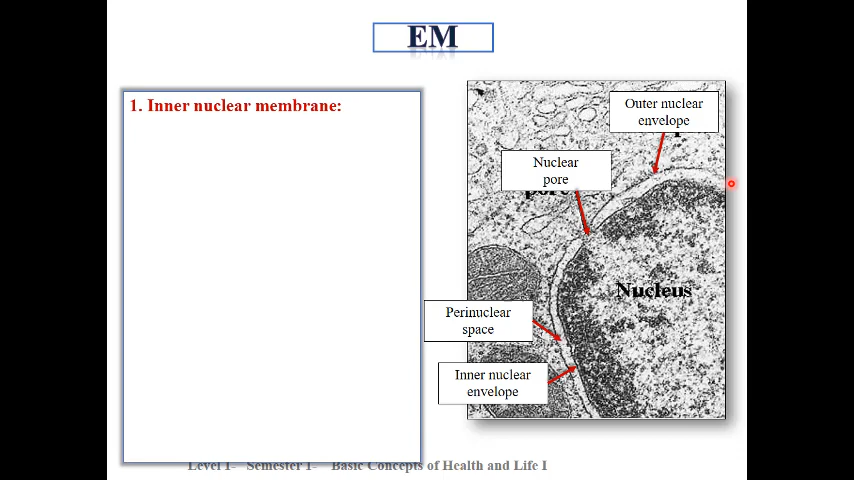 EM
1. Inner nuclear membrane:
Outer nuclear
envelope
Nuclear
pore
pore
Nucleus
Perinuclear
space
Inner nuclear
envelope
Level 1- Semester 1- Basic Concepts of Health and Life I